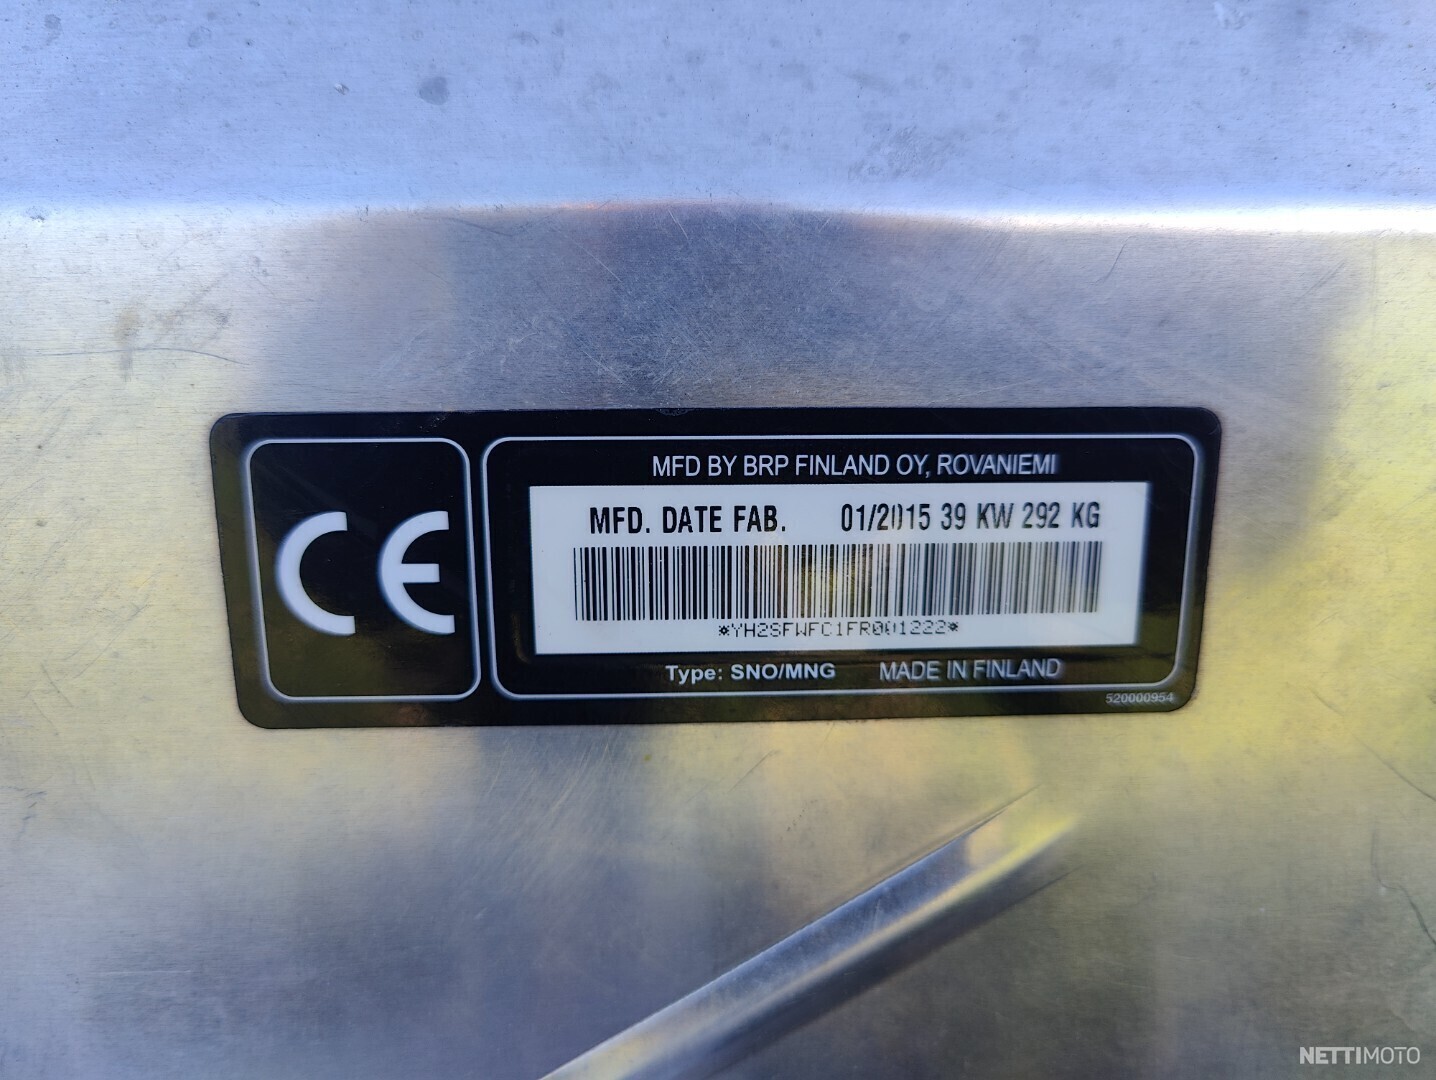 CE
MFD BY BRP FINLAND OY, ROVANIEMI
MFD. DATE FAB. 01/2015 39 KW 292 KG
*YH2SFWFC1FR001222*
Type: SNO/MNG MADE IN FINLAND
520000954
NETTIMOTO